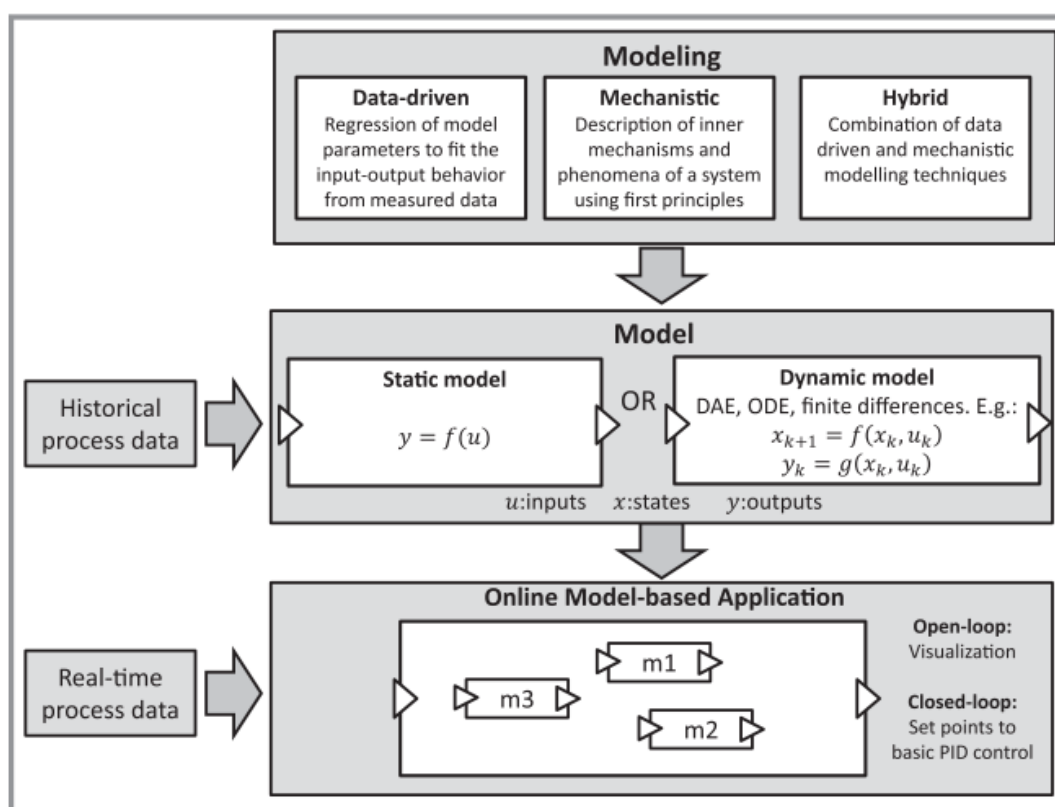 Modeling
Data-driven
Regression of model
parameters to fit the
input-output behavior
from measured data
Mechanistic
Description of inner
mechanisms and
phenomena of a system
using first principles
Hybrid
Combination of data
driven and mechanistic
modelling techniques
Model
Historical
process data
Static model
y = f(u)
OR
Dynamic model
DAE, ODE, finite differences. E.g.:
x_{k+1} = f(x_k, u_k)
y_k = g(x_k, u_k)
u:inputs x:states y:outputs
Online Model-based Application
Real-time
process data
m1
m3
m2
Open-loop:
Visualization
Closed-loop:
Set points to
basic PID control